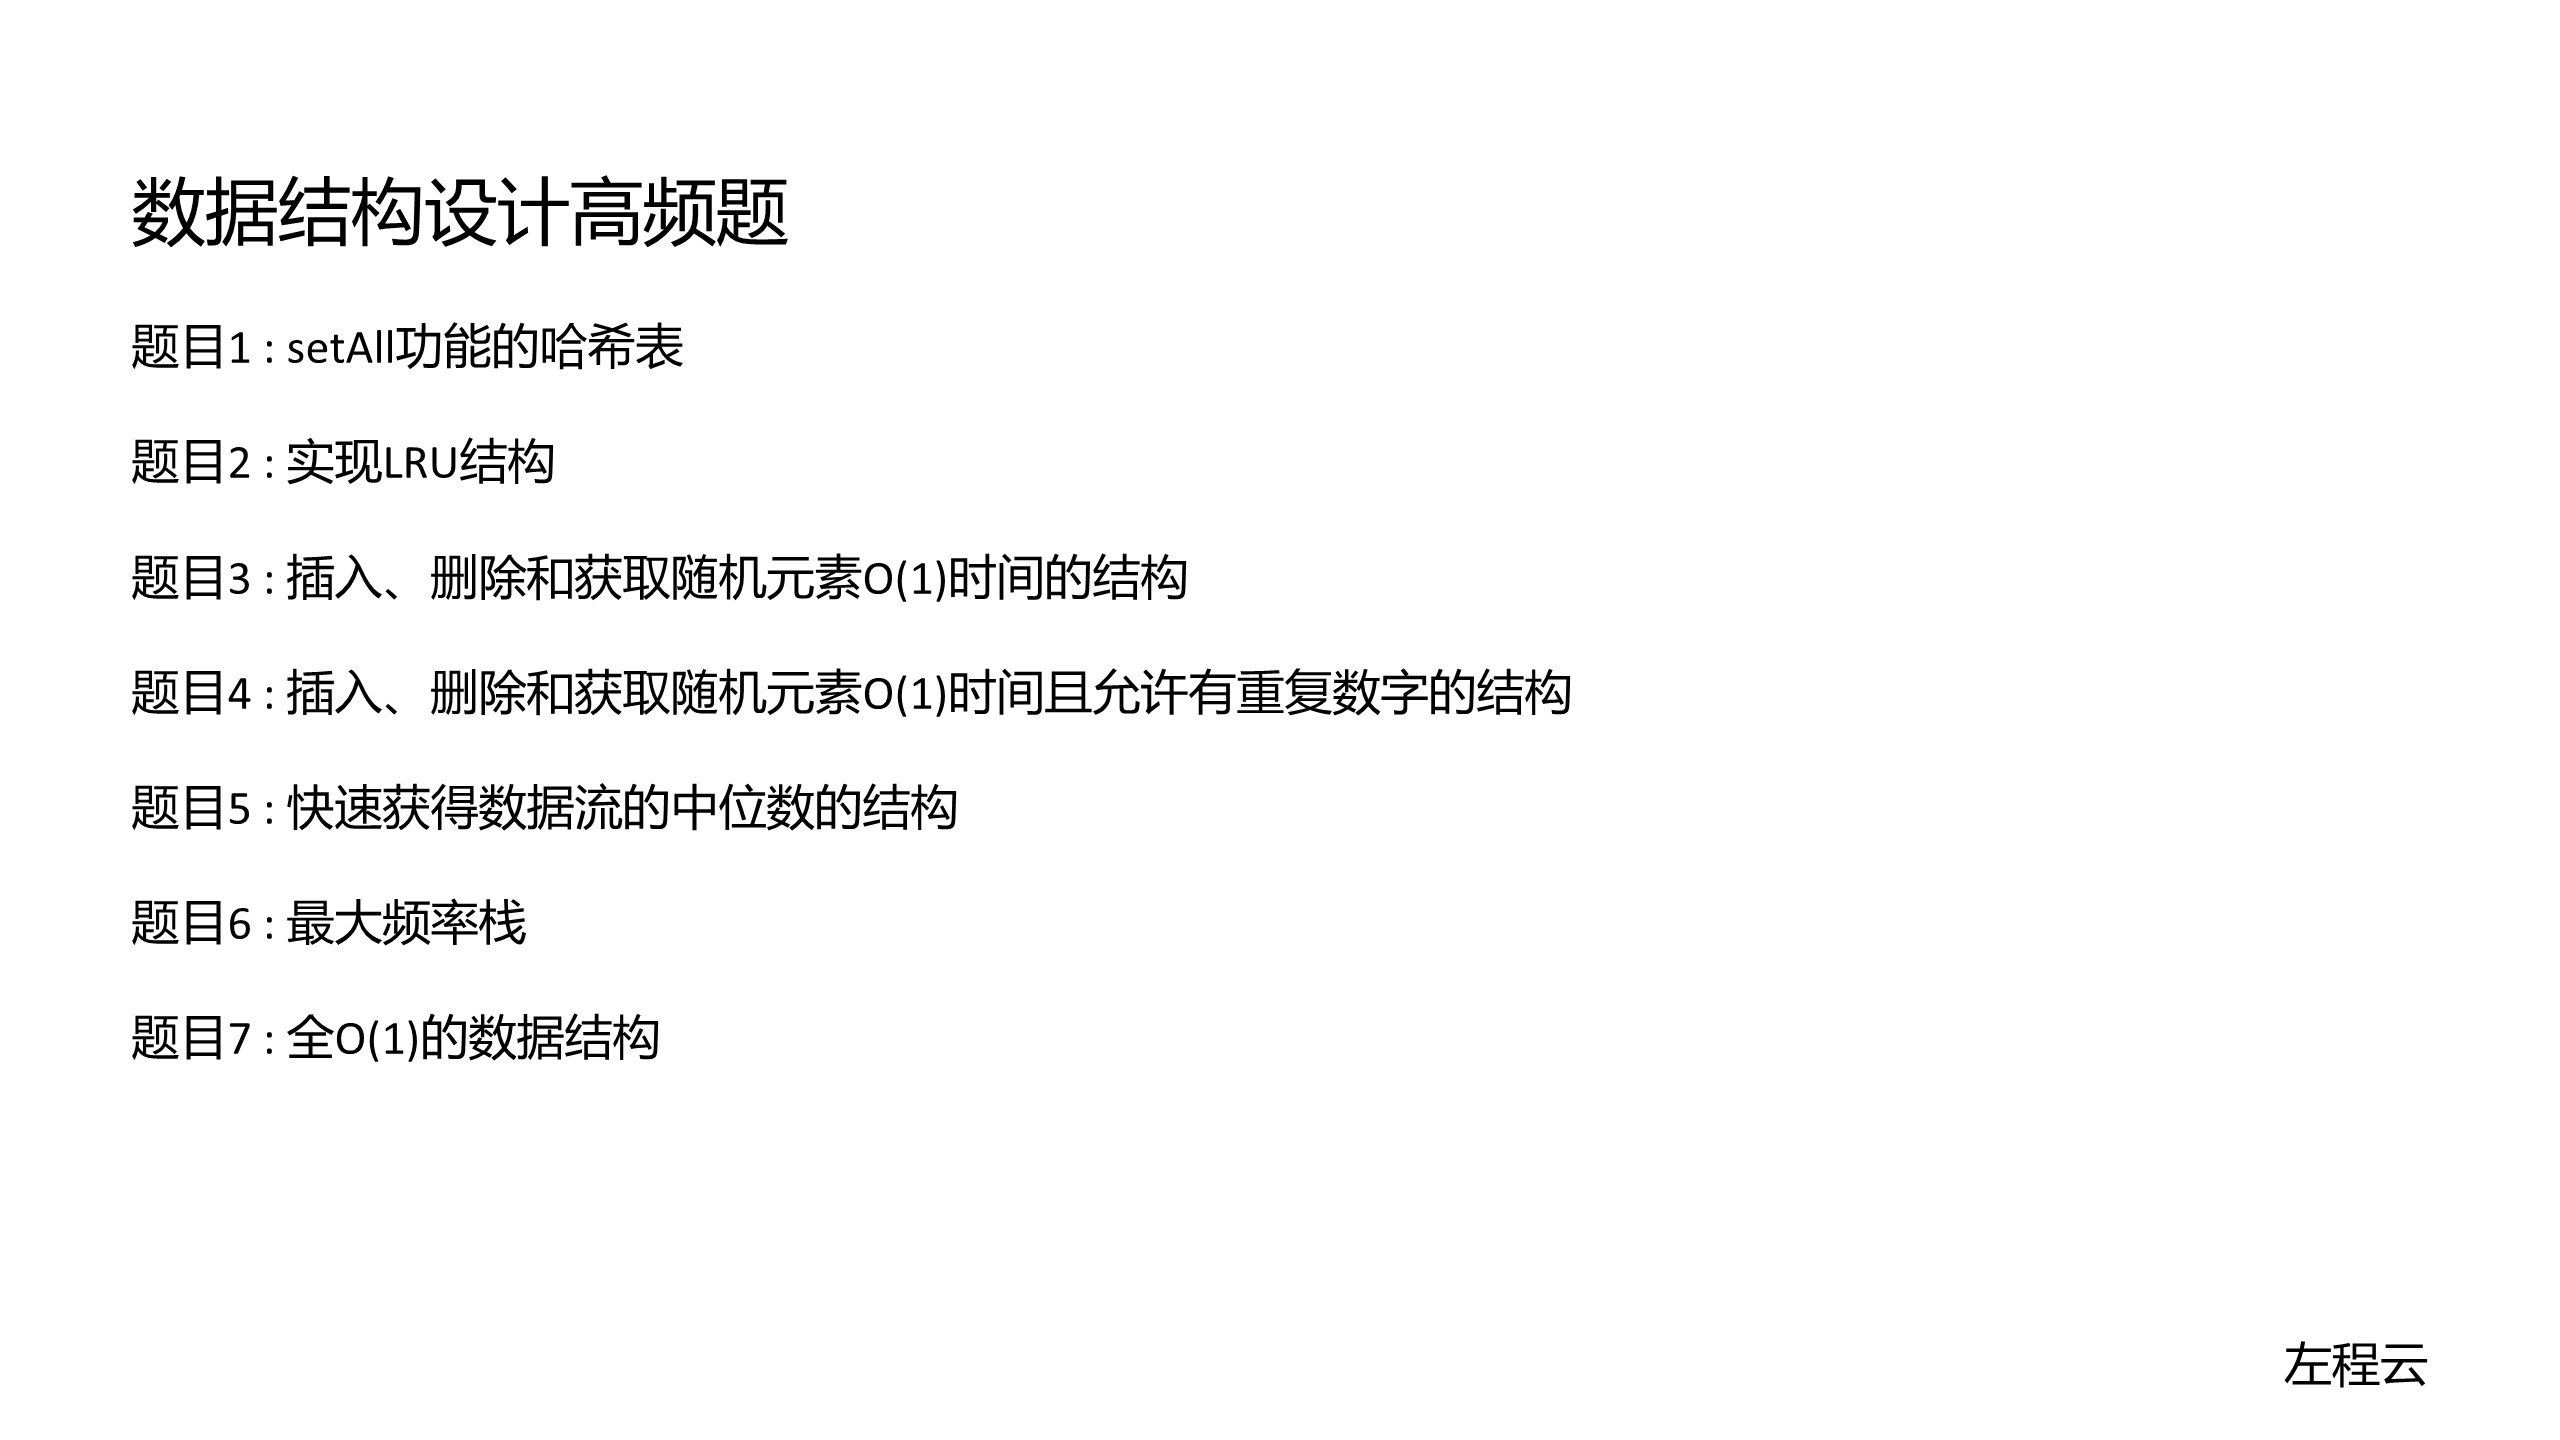 数据结构设计高频题
题目1 : setAll功能的哈希表
题目2 : 实现LRU结构
题目3 : 插入、删除和获取随机元素O(1)时间的结构
题目4 : 插入、删除和获取随机元素O(1)时间且允许有重复数字的结构
题目5 : 快速获得数据流的中位数的结构
题目6 : 最大频率栈
题目7 : 全O(1)的数据结构
左程云